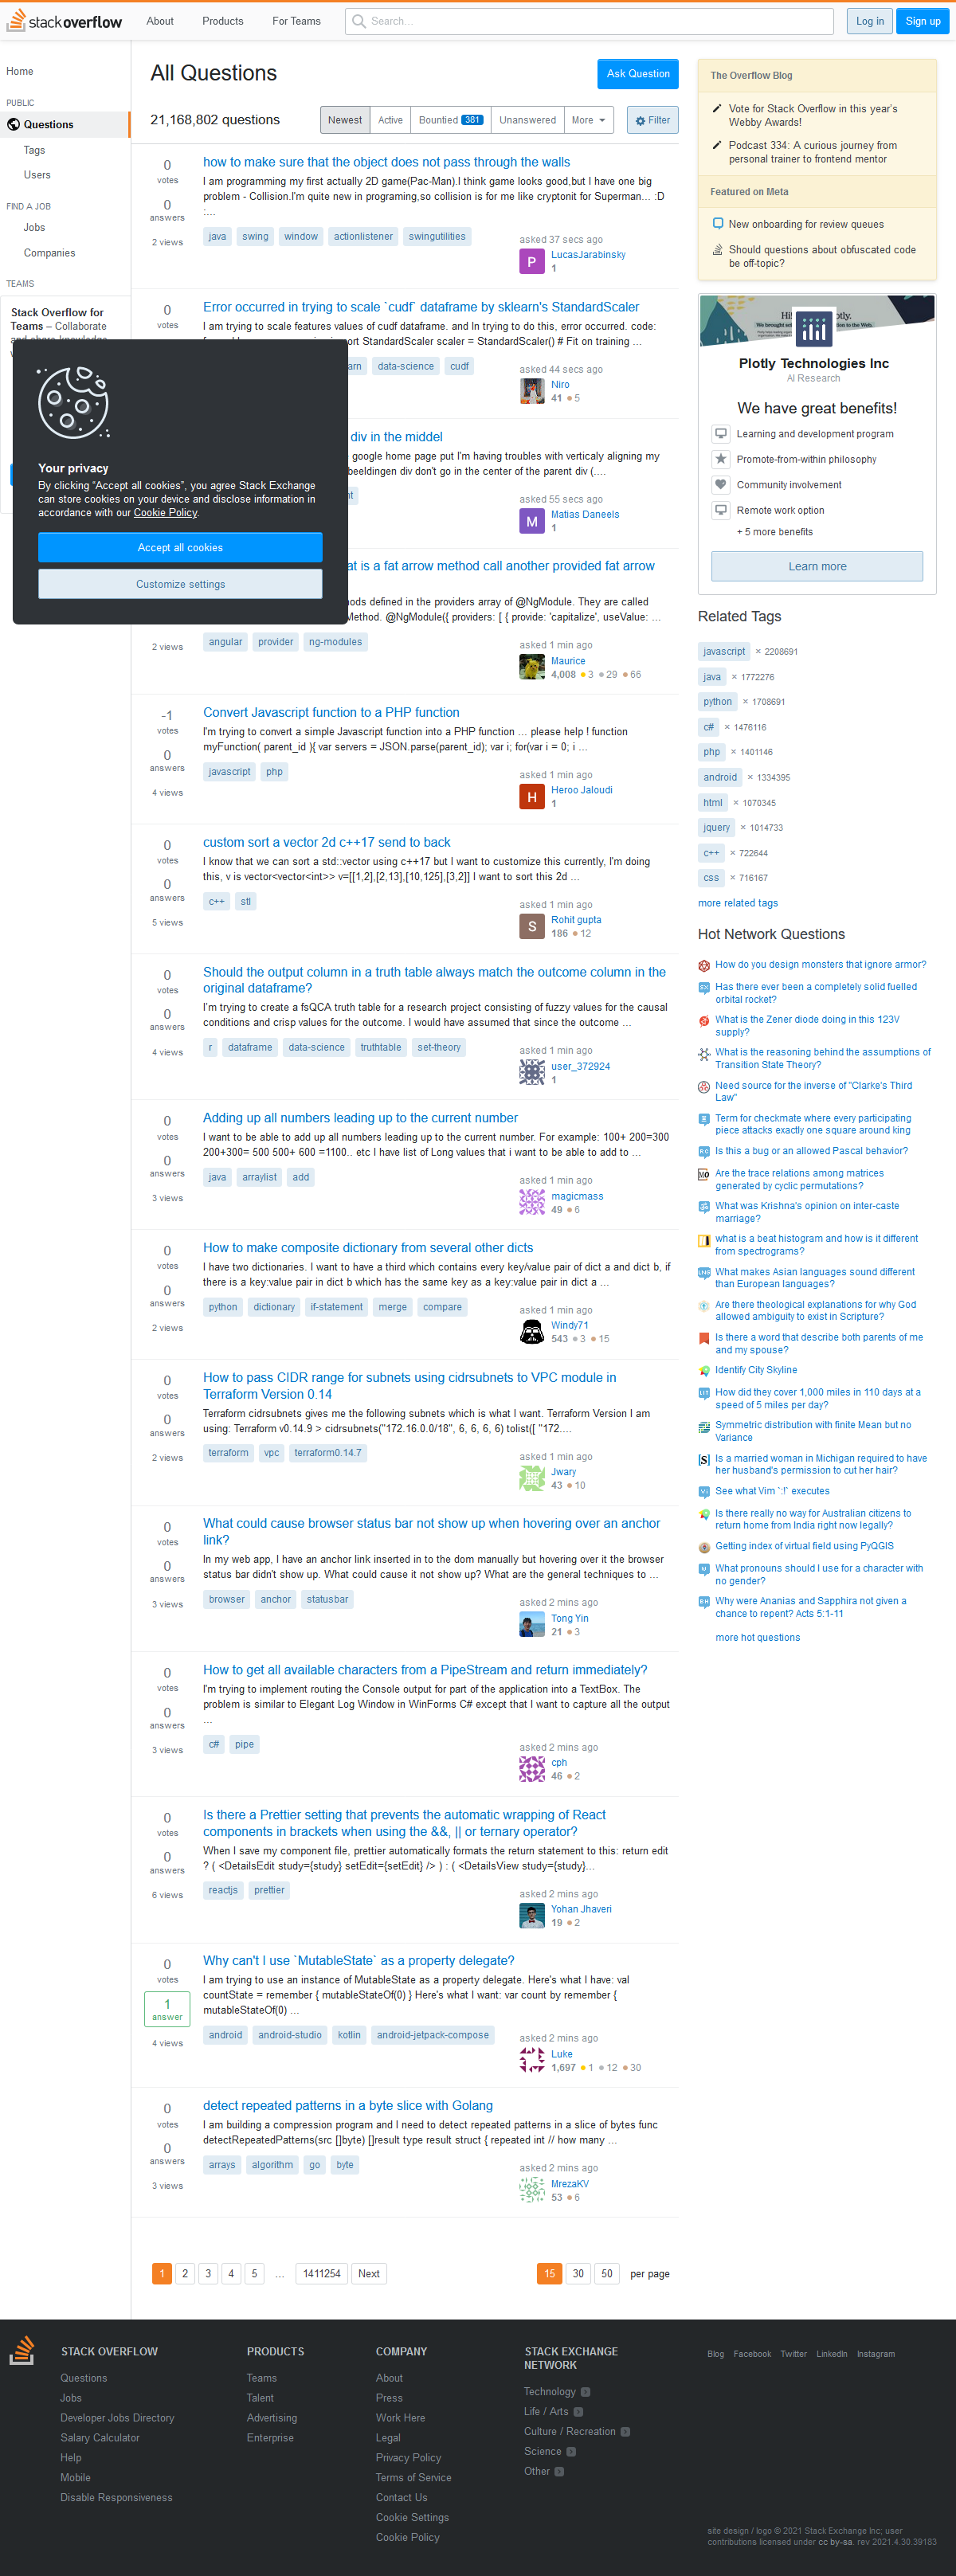 stackoverflow
About
Products
For Teams
Search...
Log in
Sign up
Home
PUBLIC
Questions
Tags
Users
FIND A JOB
Jobs
Companies
TEAMS
Stack Overflow for
Teams – Collaborate
Your privacy
By clicking “Accept all cookies”, you agree Stack Exchange
can store cookies on your device and disclose information in
accordance with our Cookie Policy.
Accept all cookies
Customize settings
All Questions
Ask Question
21,168,802 questions
Newest
Active
Bountied 381
Unanswered
More
Filter
0
votes
0
answers
2 views
how to make sure that the object does not pass through the walls
I am programming my first actually 2D game(Pac-Man).I think game looks good,but I have one big
problem - Collision.I'm quite new in programing,so collision is for me like cryptonit for Superman... :D
:...
java swing window actionlistener swingutilities
asked 37 secs ago
LucasJarabinsky
1
0
votes
Error occurred in trying to scale `cudf` dataframe by sklearn's StandardScaler
I am trying to scale features values of cudf dataframe. and In trying to do this, error occurred. code:
ort StandardScaler scaler = StandardScaler() # Fit on training ...
arn data-science cudf
asked 44 secs ago
Niro
41 5
div in the middel
google home page put I'm having troubles with verticaly aligning my
beeldingen div don't go in the center of the parent div (....
nt
asked 55 secs ago
Matias Daneels
1
at is a fat arrow method call another provided fat arrow
ods defined in the providers array of @NgModule. They are called
Method. @NgModule({ providers: [ { provide: 'capitalize', useValue: ...
2 views
angular provider ng-modules
asked 1 min ago
Maurice
4,008 3 29 66
-1
votes
0
answers
4 views
Convert Javascript function to a PHP function
I'm trying to convert a simple Javascript function into a PHP function ... please help ! function
myFunction( parent_id ){ var servers = JSON.parse(parent_id); var i; for(var i = 0; i ...
javascript php
asked 1 min ago
Heroo Jaloudi
1
0
votes
0
answers
5 views
custom sort a vector 2d c++17 send to back
I know that we can sort a std::vector using c++17 but I want to customize this currently, I'm doing
this, v is vector<vector<int>> v=[[1,2],[2,13],[10,125],[3,2]] I want to sort this 2d ...
c++ stl
asked 1 min ago
Rohit gupta
186 12
0
votes
0
answers
4 views
Should the output column in a truth table always match the outcome column in the
original dataframe?
I'm trying to create a fsQCA truth table for a research project consisting of fuzzy values for the causal
conditions and crisp values for the outcome. I would have assumed that since the outcome ...
r dataframe data-science truthtable set-theory
asked 1 min ago
user_372924
1
0
votes
0
answers
3 views
Adding up all numbers leading up to the current number
I want to be able to add up all numbers leading up to the current number. For example: 100+ 200=300
200+300= 500 500+ 600 =1100.. etc I have list of Long values that i want to be able to add to ...
java arraylist add
asked 1 min ago
magicmass
49 6
0
votes
0
answers
2 views
How to make composite dictionary from several other dicts
I have two dictionaries. I want to have a third which contains every key/value pair of dict a and dict b, if
there is a key:value pair in dict b which has the same key as a key:value pair in dict a ...
python dictionary if-statement merge compare
asked 1 min ago
Windy71
543 3 15
0
votes
0
answers
2 views
How to pass CIDR range for subnets using cidrsubnets to VPC module in
Terraform Version 0.14
Terraform cidrsubnets gives me the following subnets which is what I want. Terraform Version I am
using: Terraform v0.14.9 > cidrsubnets("172.16.0.0/18", 6, 6, 6, 6) tolist([ "172....
terraform vpc terraform0.14.7
asked 1 min ago
Jwary
43 10
0
votes
0
answers
3 views
What could cause browser status bar not show up when hovering over an anchor
link?
In my web app, I have an anchor link inserted in to the dom manually but hovering over it the browser
status bar didn't show up. What could cause it not show up? What are the general techniques to ...
browser anchor statusbar
asked 2 mins ago
Tong Yin
21 3
0
votes
0
answers
3 views
How to get all available characters from a PipeStream and return immediately?
I'm trying to implement routing the Console output for part of the application into a TextBox. The
problem is similar to Elegant Log Window in WinForms C# except that I want to capture all the output
...
c# pipe
asked 2 mins ago
cph
46 2
0
votes
0
answers
6 views
Is there a Prettier setting that prevents the automatic wrapping of React
components in brackets when using the &&, || or ternary operator?
When I save my component file, prettier automatically formats the return statement to this: return edit
? ( <DetailsEdit study={study} setEdit={setEdit} /> ) : ( <DetailsView study={study}...
reactjs prettier
asked 2 mins ago
Yohan Jhaveri
19 2
0
votes
1
answer
4 views
Why can't I use `MutableState` as a property delegate?
I am trying to use an instance of MutableState as a property delegate. Here's what I have: val
countState = remember { mutableStateOf(0) } Here's what I want: var count by remember {
mutableStateOf(0) ...
android android-studio kotlin android-jetpack-compose
asked 2 mins ago
Luke
1,697 1 12 30
0
votes
0
answers
3 views
detect repeated patterns in a byte slice with Golang
I am building a compression program and I need to detect repeated patterns in a slice of bytes func
detectRepeatedPatterns(src []byte) []result type result struct { repeated int // how many ...
arrays algorithm go byte
asked 2 mins ago
MrezaKV
53 6
1 2 3 4 5 ... 1411254 Next
15 30 50 per page
The Overflow Blog
Vote for Stack Overflow in this year's
Webby Awards!
Podcast 334: A curious journey from
personal trainer to frontend mentor
Featured on Meta
New onboarding for review queues
Should questions about obfuscated code
be off-topic?
Plotly Technologies Inc
AI Research
We have great benefits!
Learning and development program
Promote-from-within philosophy
Community involvement
Remote work option
+ 5 more benefits
Learn more
Related Tags
javascript × 2208691
java × 1772276
python × 1708691
c# × 1476116
php × 1401146
android × 1334395
html × 1070345
jquery × 1014733
c++ × 722644
css × 716167
more related tags
Hot Network Questions
How do you design monsters that ignore armor?
Has there ever been a completely solid fuelled
orbital rocket?
What is the Zener diode doing in this 123V
supply?
What is the reasoning behind the assumptions of
Transition State Theory?
Need source for the inverse of "Clarke's Third
Law"
Term for checkmate where every participating
piece attacks exactly one square around king
Is this a bug or an allowed Pascal behavior?
Are the trace relations among matrices
generated by cyclic permutations?
What was Krishna's opinion on inter-caste
marriage?
what is a beat histogram and how is it different
from spectrograms?
What makes Asian languages sound different
than European languages?
Are there theological explanations for why God
allowed ambiguity to exist in Scripture?
Is there a word that describe both parents of me
and my spouse?
Identify City Skyline
How did they cover 1,000 miles in 110 days at a
speed of 5 miles per day?
Symmetric distribution with finite Mean but no
Variance
Is a married woman in Michigan required to have
her husband's permission to cut her hair?
See what Vim `:!` executes
Is there really no way for Australian citizens to
return home from India right now legally?
Getting index of virtual field using PyQGIS
What pronouns should I use for a character with
no gender?
Why were Ananias and Sapphira not given a
chance to repent? Acts 5:1-11
more hot questions
STACK OVERFLOW
Questions
Jobs
Developer Jobs Directory
Salary Calculator
Help
Mobile
Disable Responsiveness
PRODUCTS
Teams
Talent
Advertising
Enterprise
COMPANY
About
Press
Work Here
Legal
Privacy Policy
Terms of Service
Contact Us
Cookie Settings
Cookie Policy
STACK EXCHANGE
NETWORK
Technology
Life / Arts
Culture / Recreation
Science
Other
Blog Facebook Twitter LinkedIn Instagram
site design / logo © 2021 Stack Exchange Inc; user
contributions licensed under cc by-sa. rev 2021.4.30.39183